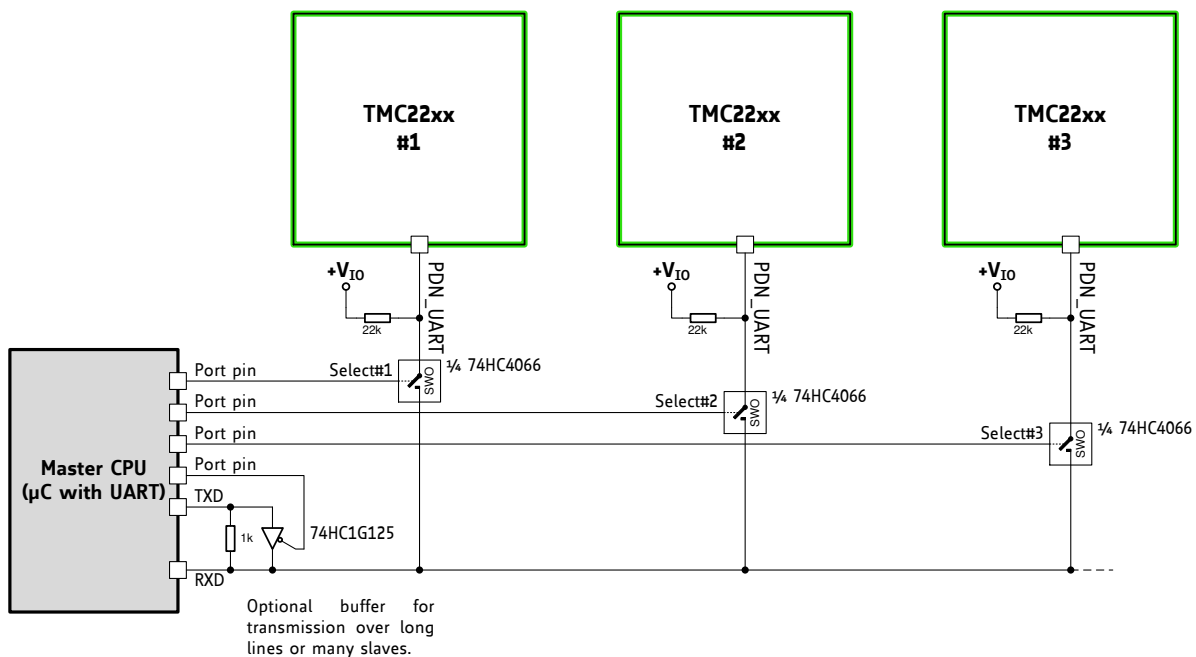 TMC22xx
#1
TMC22xx
#2
TMC22xx
#3
+VIO
22k
PDN_UART
+VIO
22k
PDN_UART
+VIO
22k
PDN_UART
Master CPU
(µC with UART)
Port pin
Select#1
SWO
¼ 74HC4066
Port pin
Select#2
SWO
¼ 74HC4066
Port pin
Select#3
SWO
¼ 74HC4066
Port pin
TXD
1k
74HC1G125
RXD
Optional buffer for
transmission over long
lines or many slaves.